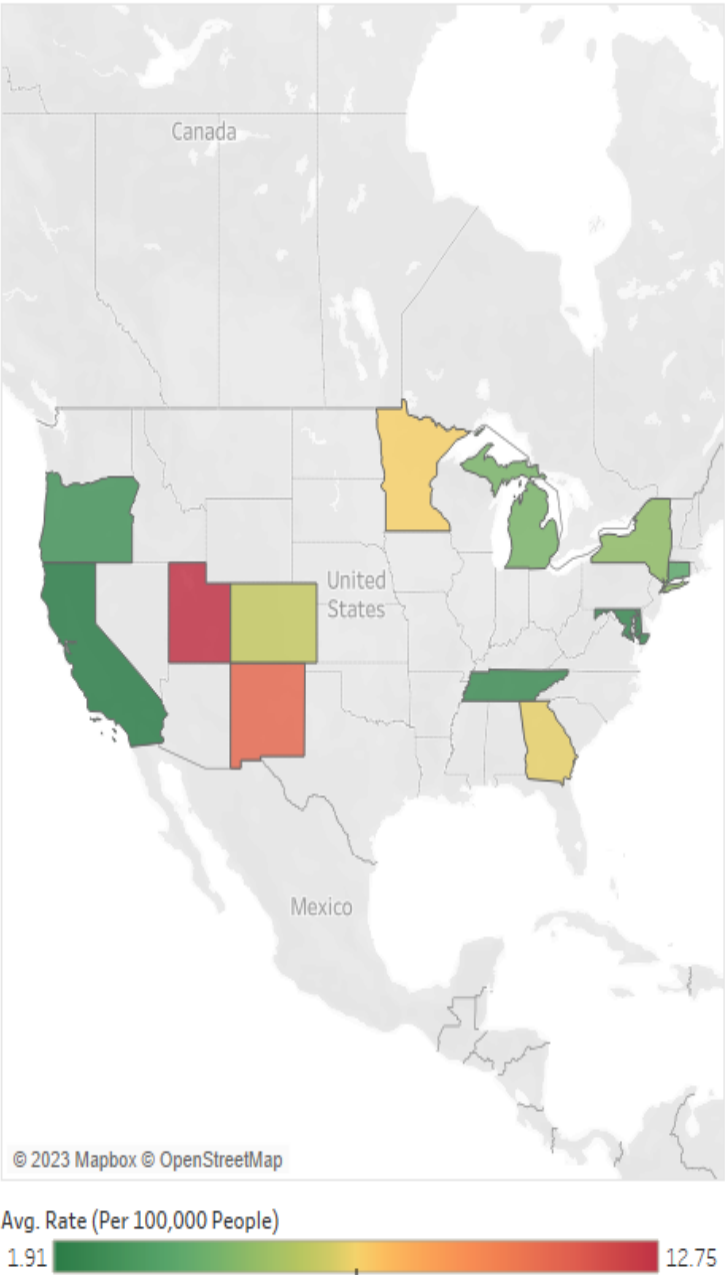 Canada
United
States
Mexico
© 2023 Mapbox © OpenStreetMap
Avg. Rate (Per 100,000 People)
1.91 12.75